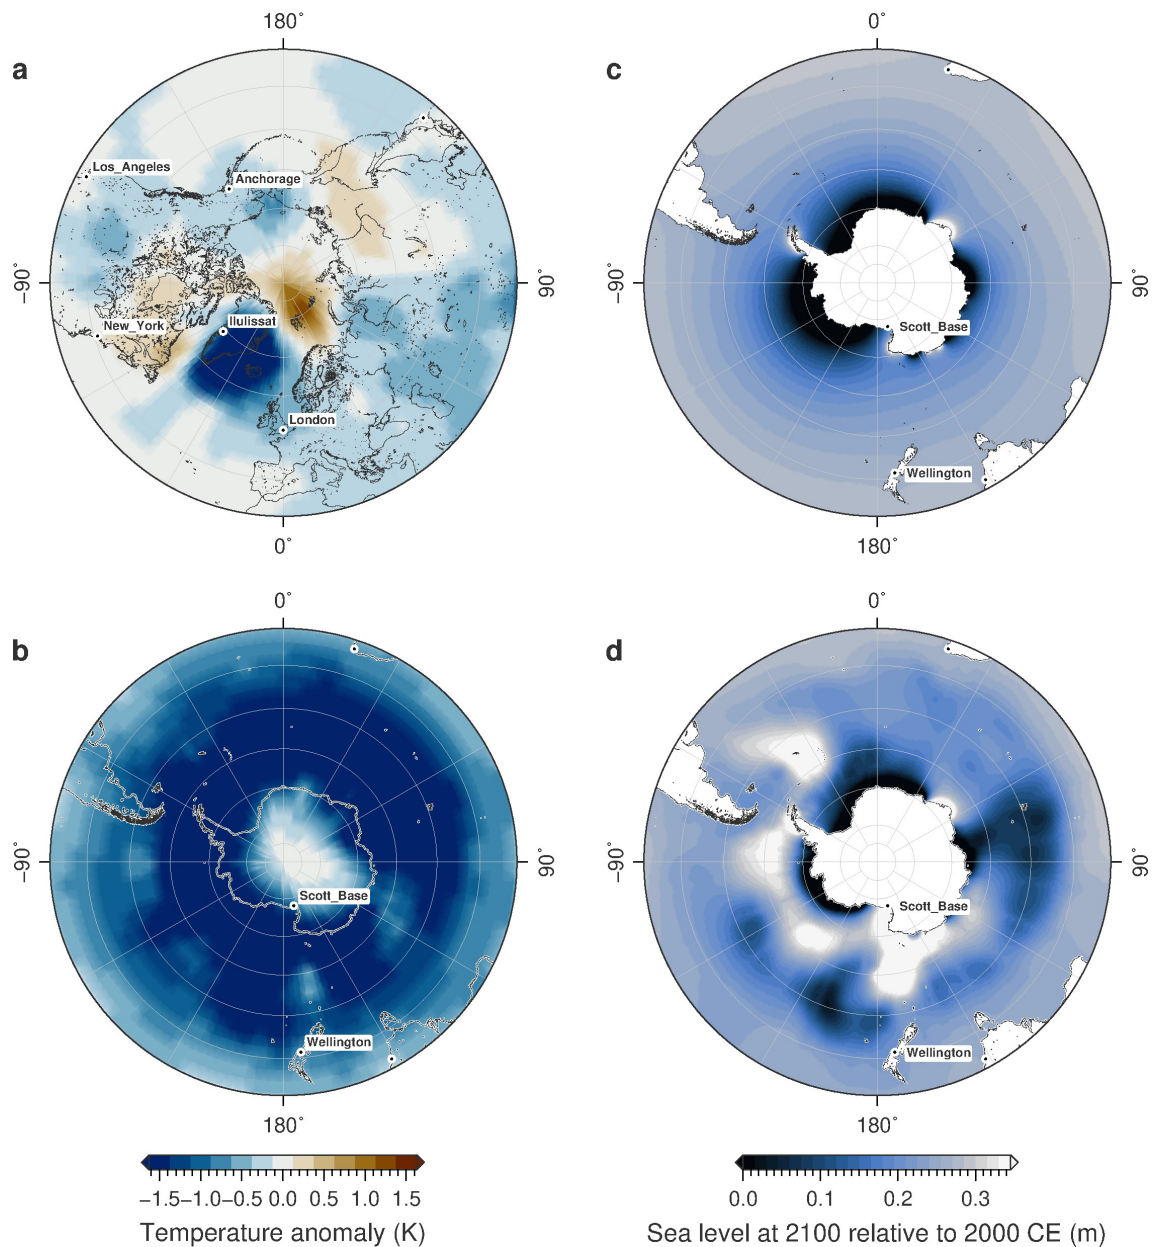 180°
0°
a
c
Los_Angeles
Anchorage
−90°
90°
−90°
90°
New_York
Ilulissat
Scott_Base
London
Wellington
0°
180°
0°
0°
b
d
−90°
90°
−90°
90°
Scott_Base
Scott_Base
Wellington
Wellington
180°
180°
−1.5−1.0−0.5 0.0 0.5 1.0 1.5
0.0 0.1 0.2 0.3
Temperature anomaly (K)
Sea level at 2100 relative to 2000 CE (m)